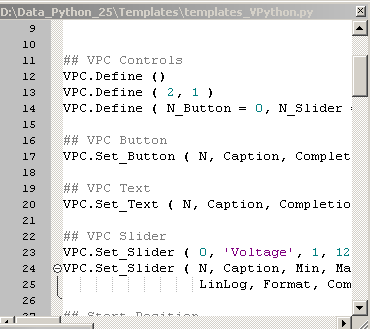 D:\Data_Python_25\Templates\templates_VPython.py
9
10
11 ## VPC Controls
12 VPC.Define ()
13 VPC.Define ( 2, 1 )
14 VPC.Define ( N_Button = 0, N_Slider =
15
16 ## VPC Button
17 VPC.Set_Button ( N, Caption, Complet
18
19 ## VPC Text
20 VPC.Set_Text ( N, Caption, Completio
21
22 ## VPC Slider
23 VPC.Set_Slider ( 0, 'Voltage', 1, 12
24 VPC.Set_Slider ( N, Caption, Min, Ma
25 LinLog, Format, Com
26
## Start Position